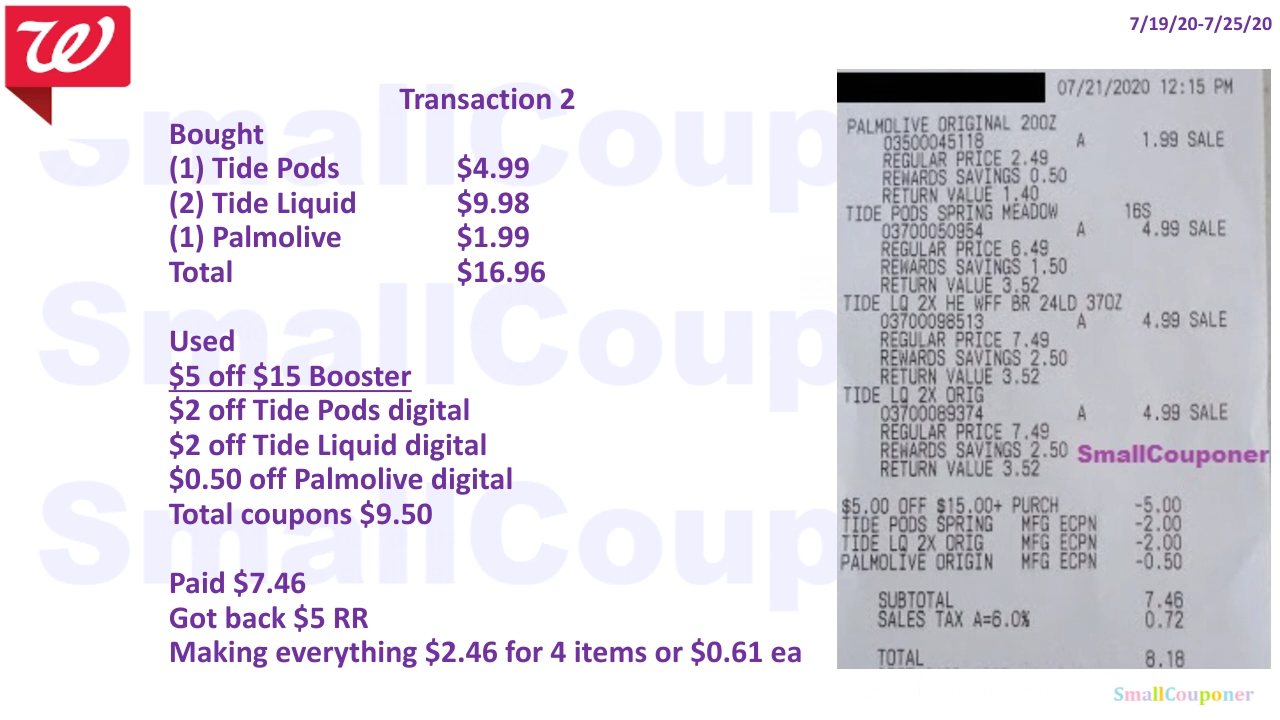 W
7/19/20-7/25/20
Transaction 2
Bought
(1) Tide Pods $4.99
(2) Tide Liquid $9.98
(1) Palmolive $1.99
Total $16.96
Used
$5 off $15 Booster
$2 off Tide Pods digital
$2 off Tide Liquid digital
$0.50 off Palmolive digital
Total coupons $9.50
Paid $7.46
Got back $5 RR
Making everything $2.46 for 4 items or $0.61 ea
SmallCoup
SmallCoup
SmallCoup
07/21/2020 12:15 PM
PALMOLIVE ORIGINAL 20OZ
03500045118 A 1.99 SALE
REGULAR PRICE 2.49
REWARDS SAVINGS 0.50
RETURN VALUE 1.40
TIDE PODS SPRING MEADOW 16S
03700050954 A 4.99 SALE
REGULAR PRICE 6.49
REWARDS SAVINGS 1.50
RETURN VALUE 3.52
TIDE LQ 2X HE WFF BR 24LD 37OZ
03700098513 A 4.99 SALE
REGULAR PRICE 7.49
REWARDS SAVINGS 2.50
RETURN VALUE 3.52
TIDE LQ 2X ORIG
03700089374 A 4.99 SALE
REGULAR PRICE 7.49
REWARDS SAVINGS 2.50
RETURN VALUE 3.52
SmallCouponer
$5.00 OFF $15.00+ PURCH -5.00
TIDE PODS SPRING MFG ECPN -2.00
TIDE LQ 2X ORIG MFG ECPN -2.00
PALMOLIVE ORIGIN MFG ECPN -0.50
SUBTOTAL 7.46
SALES TAX A=6.0% 0.72
TOTAL 8.18
SmallCouponer